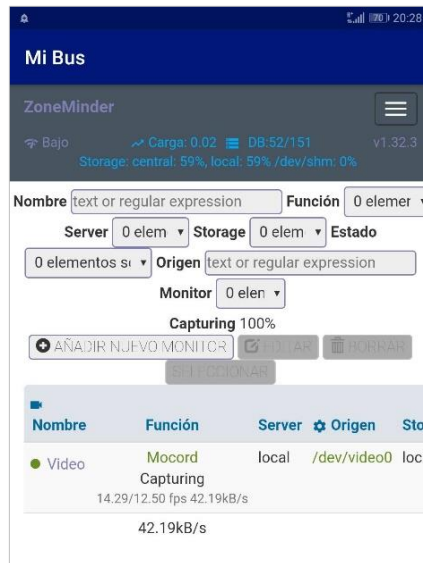 70 20:28
Mi Bus
ZoneMinder
Bajo Carga: 0.02 DB:52/151 v1.32.3
Storage: central: 59%, local: 59% /dev/shm: 0%
Nombre text or regular expression Función 0 elemer
Server 0 elem Storage 0 elem Estado
0 elementos se Origen text or regular expression
Monitor 0 elen
Capturing 100%
AÑADIR NUEVO MONITOR EDITAR BORRAR
SELECCIONAR
Nombre Función Server Origen Sto
Video Mocord local /dev/video0 loc
Capturing
14.29/12.50 fps 42.19kB/s
42.19kB/s